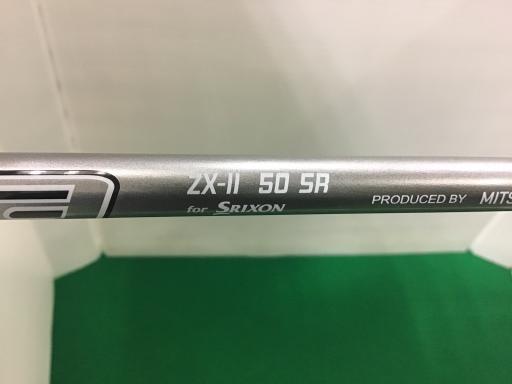 ZX-II 50 SR
for SRIXON
PRODUCED BY MITS